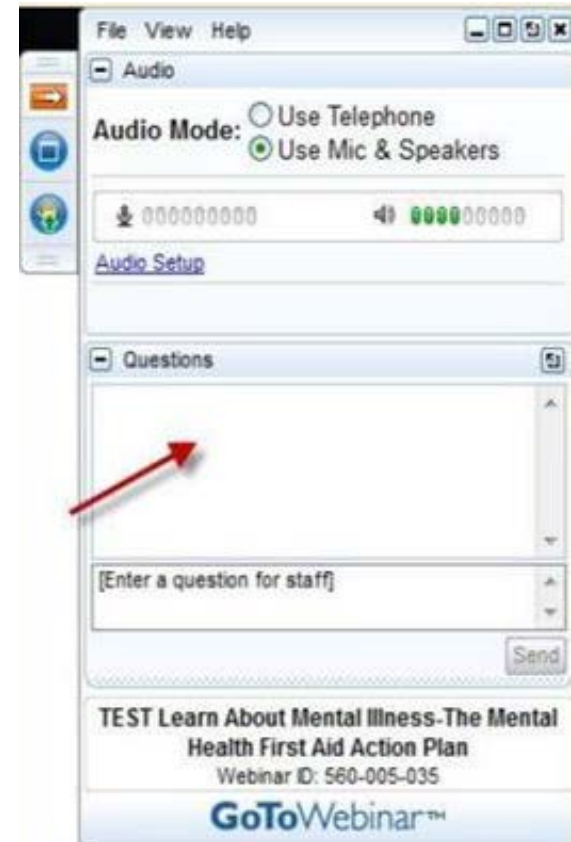 File View Help
Audio
Audio Mode: Use Telephone
Use Mic & Speakers
Audio Setup
Questions
[Enter a question for staff]
Send
TEST Learn About Mental Illness-The Mental
Health First Aid Action Plan
Webinar ID: 560-005-035
GoToWebinar™